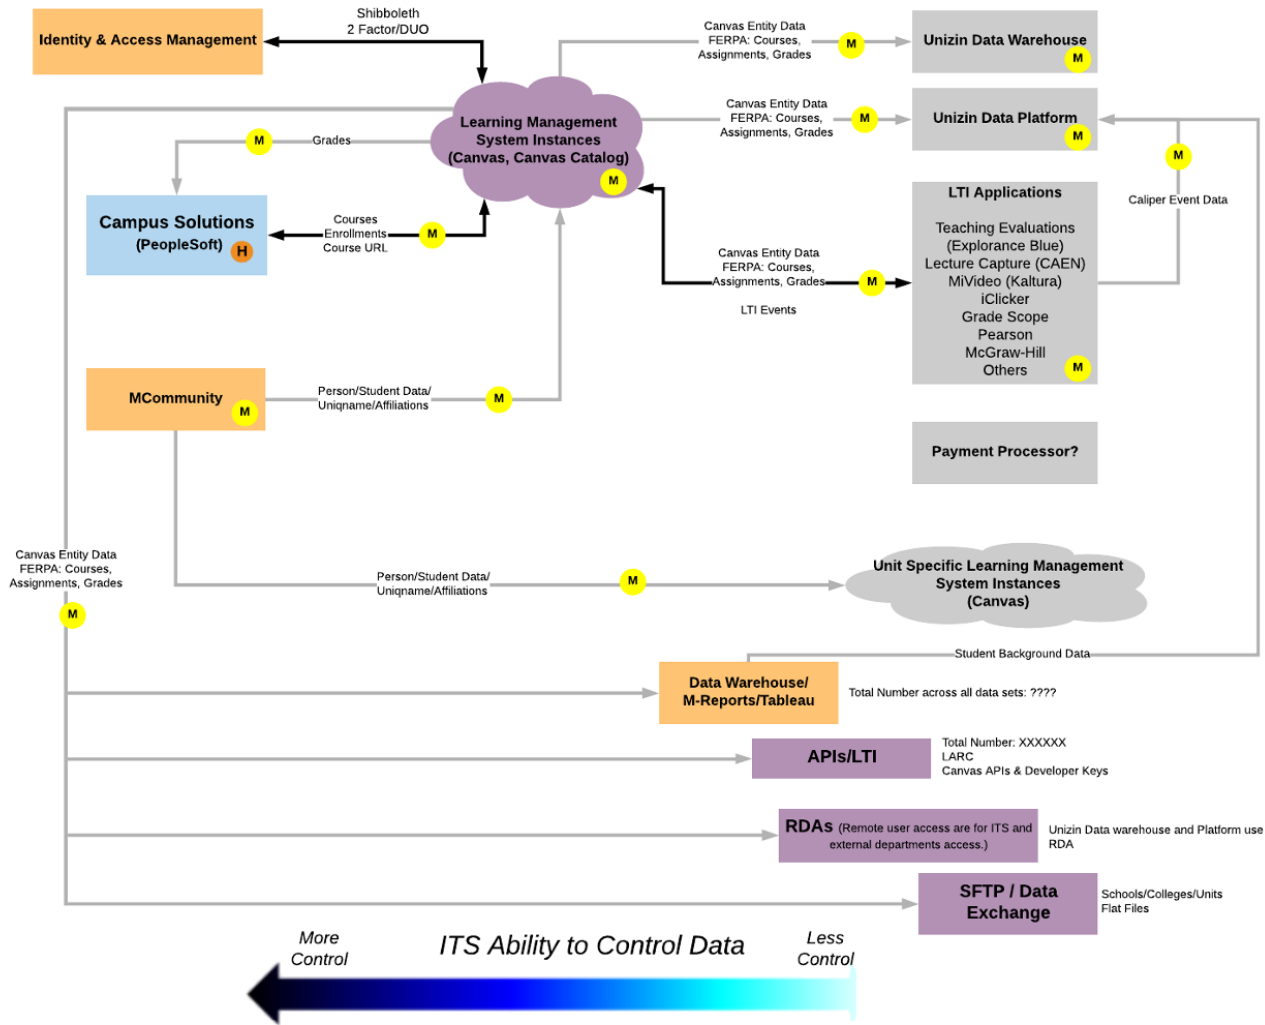 Identity & Access Management
Shibboleth
2 Factor/DUO
Canvas Entity Data
FERPA: Courses,
Assignments, Grades
M
Unizin Data Warehouse
M
Learning Management
System Instances
(Canvas, Canvas Catalog)
M
Canvas Entity Data
FERPA: Courses,
Assignments, Grades
M
Unizin Data Platform
M
M
Grades
M
Caliper Event Data
Campus Solutions
(PeopleSoft)
H
Courses
Enrollments
Course URL
M
Canvas Entity Data
FERPA: Courses,
Assignments, Grades
M
LTI Events
LTI Applications
Teaching Evaluations
(Explorance Blue)
Lecture Capture (CAEN)
MiVideo (Kaltura)
iClicker
Grade Scope
Pearson
McGraw-Hill
Others
M
MCommunity
M
Person/Student Data/
Uniqname/Affiliations
M
Payment Processor?
Canvas Entity Data
FERPA: Courses,
Assignments, Grades
M
Person/Student Data/
Uniqname/Affiliations
M
Unit Specific Learning Management
System Instances
(Canvas)
Student Background Data
Data Warehouse/
M-Reports/Tableau
Total Number across all data sets: ????
APIs/LTI
Total Number: XXXXXX
LARC
Canvas APIs & Developer Keys
RDAs (Remote user access are for ITS and
external departments access.)
Unizin Data warehouse and Platform use
RDA
SFTP / Data
Exchange
Schools/Colleges/Units
Flat Files
More
Control
ITS Ability to Control Data
Less
Control